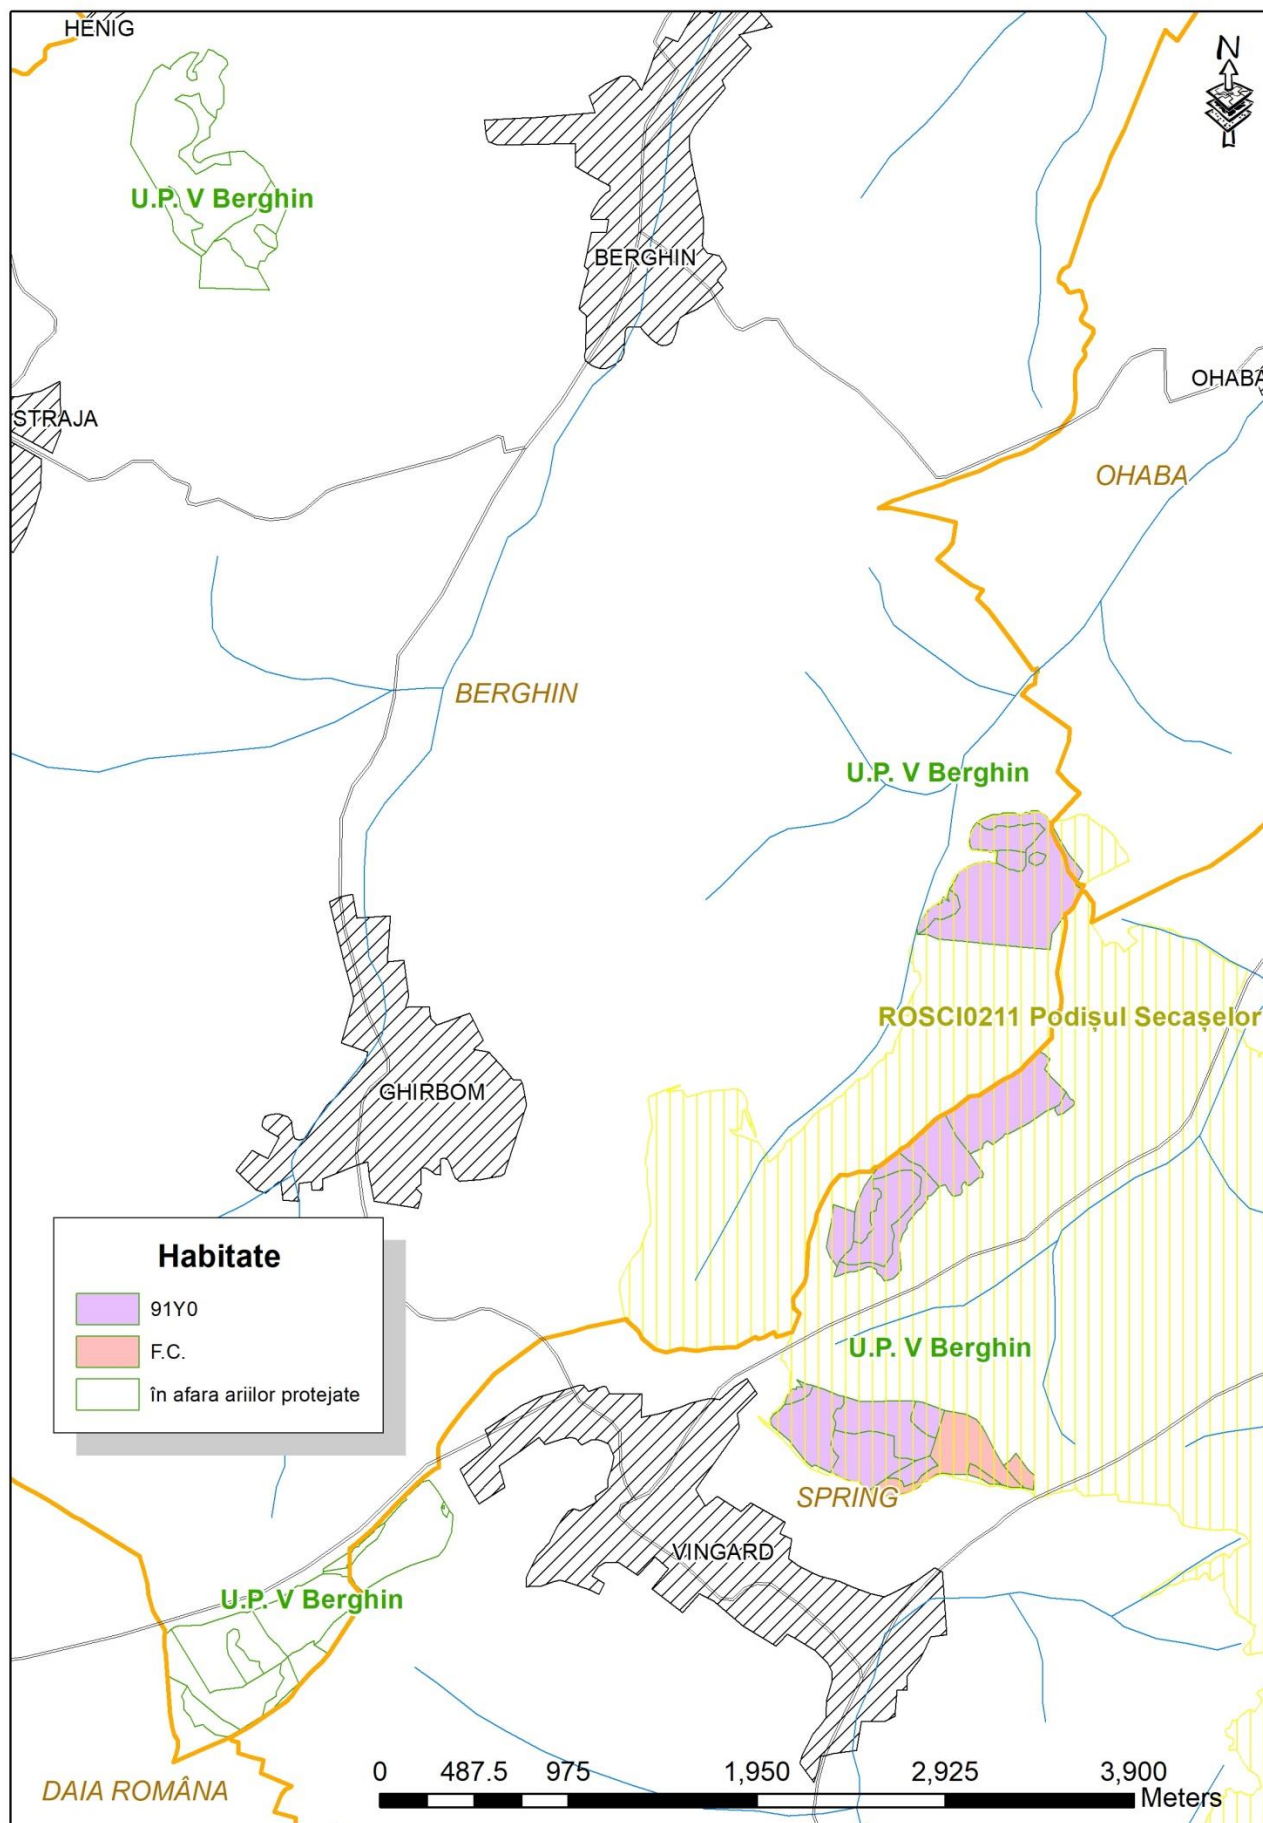 HENIG
N
U.P. V Berghin
BERGHIN
OHABA
STRAJA
OHABA
BERGHIN
U.P. V Berghin
ROSCI0211 Podișul Secașelor
GHIRBOM
Habitate
91Y0
F.C.
în afara ariilor protejate
U.P. V Berghin
SPRING
VINGARD
U.P. V Berghin
DAIA ROMÂNA
0 487.5 975 1,950 2,925 3,900
Meters